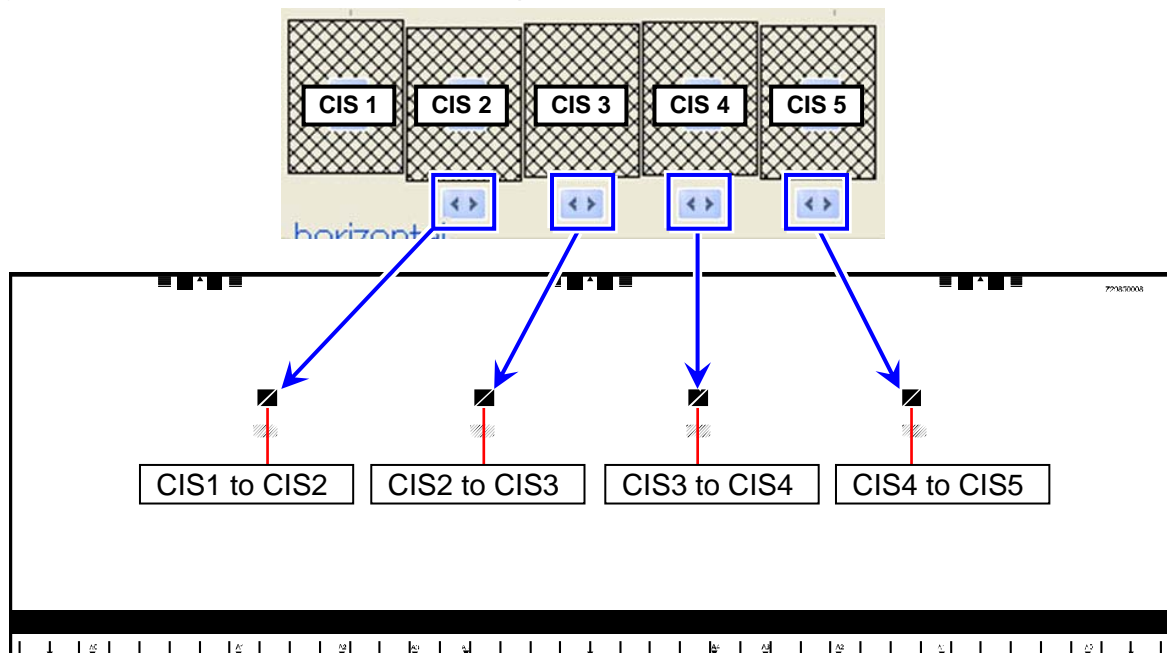 CIS 1 CIS 2 CIS 3 CIS 4 CIS 5
horizontal
CIS1 to CIS2 CIS2 to CIS3 CIS3 to CIS4 CIS4 to CIS5